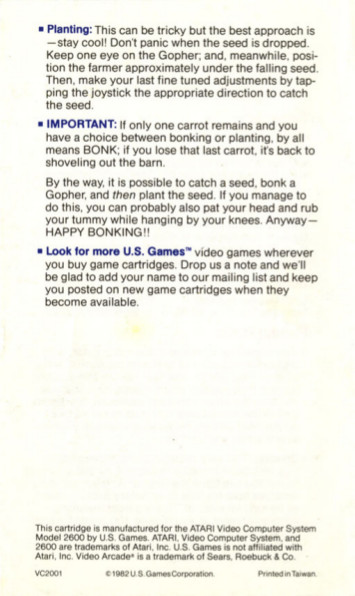 ▪ Planting: This can be tricky but the best approach is
—stay cool! Don't panic when the seed is dropped.
Keep one eye on the Gopher; and, meanwhile, posi-
tion the farmer approximately under the falling seed.
Then, make your last fine tuned adjustments by tap-
ping the joystick the appropriate direction to catch
the seed.
▪ IMPORTANT: If only one carrot remains and you
have a choice between bonking or planting, by all
means BONK; if you lose that last carrot, it's back to
shoveling out the barn.
By the way, it is possible to catch a seed, bonk a
Gopher, and then plant the seed. If you manage to
do this, you can probably also pat your head and rub
your tummy while hanging by your knees. Anyway—
HAPPY BONKING!!
▪ Look for more U.S. Games™ video games wherever
you buy game cartridges. Drop us a note and we'll
be glad to add your name to our mailing list and keep
you posted on new game cartridges when they
become available.
This cartridge is manufactured for the ATARI Video Computer System
Model 2600 by U.S. Games. ATARI, Video Computer System, and
2600 are trademarks of Atari, Inc. U.S. Games is not affiliated with
Atari, Inc. Video Arcade® is a trademark of Sears, Roebuck & Co.
VC2001 ©1982 U.S. Games Corporation. Printed in Taiwan.